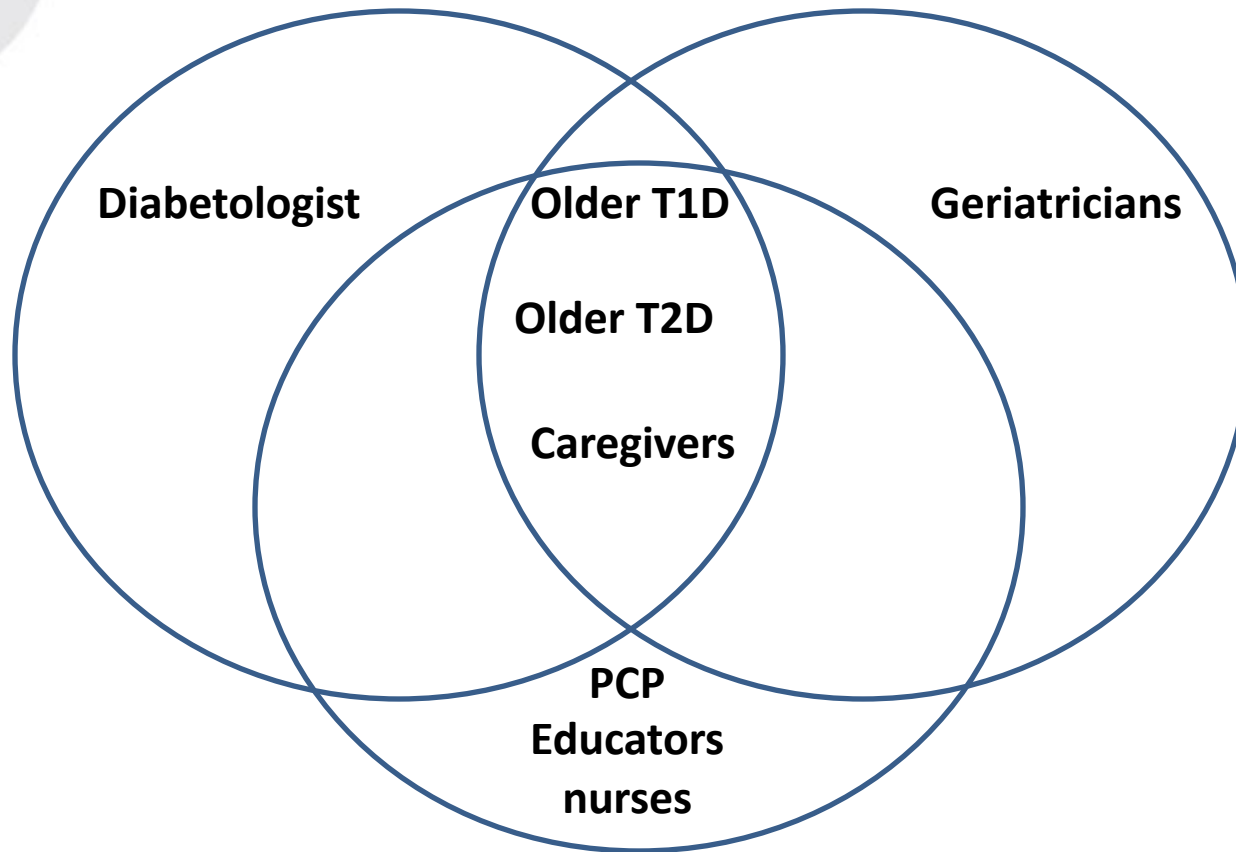 Diabetologist
Older T1D
Geriatricians
Older T2D
Caregivers
PCP
Educators
nurses